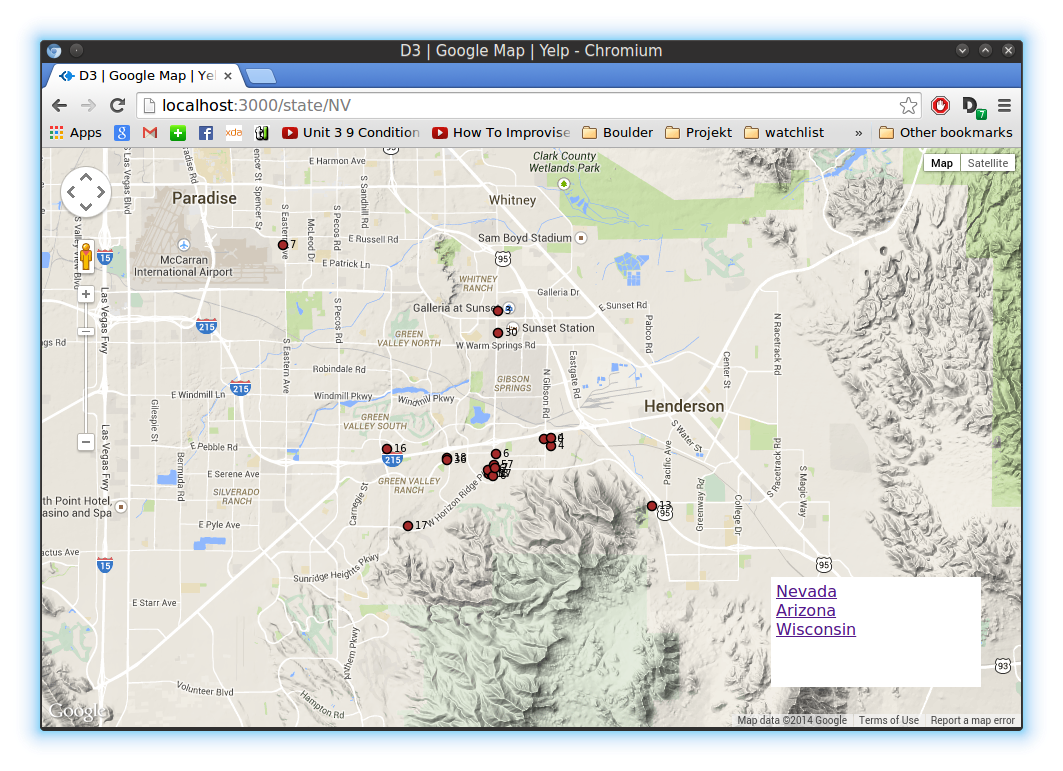 D3 | Google Map | Yelp - Chromium
D3 | Google Map | Yel
localhost:3000/state/NV
7
Apps
xda
Unit 3 9 Condition
How To Improvise
Boulder
Projekt
watchlist
»
Other bookmarks
Map
Satellite
E Harmon Ave
Clark County
Wetlands Park
Paradise
Whitney
S Las Vegas Blvd
Spencer St
S Eastern Ave
McLeod Dr
S Pecos Rd
S Sandhill Rd
E Russell Rd
Sam Boyd Stadium
7
McCarran
International Airport
E Patrick Ln
95
15
WHITNEY
RANCH
Galleria Dr
Galleria at Sunset
3
E Sunset Rd
Las Vegas Fwy
S Pecos Rd
215
30
Sunset Station
GREEN
VALLEY NORTH
W Warm Springs Rd
Pabco Rd
N Racetrack Rd
S Eastern Ave
Robindale Rd
Eastgate Rd
Center St
215
GIBSON
SPRINGS
N Gibson Rd
E Windmill Ln
Windmill Pkwy
Windmill Pkwy
Henderson
Gilespie St
GREEN
VALLEY SOUTH
Las Vegas Fwy
S Water St
E Pebble Rd
16
215
6
4
Bermuda Rd
E Serene Ave
Pacific Ave
S Racetrack Rd
SILVERADO
RANCH
GREEN VALLEY
RANCH
Carnegie St
W Horizon Ridge P
Greenway Rd
College Dr
S Magic Way
th Point Hotel,
asino and Spa
13
95
E Pyle Ave
17
actus Ave
15
Sunridge Heights Pkwy
95
E Starr Ave
Nevada
Arizona
Wisconsin
Anthem Pkwy
93
Volunteer Blvd
Hampton Rd
Google
Map data ©2014 Google
Terms of Use
Report a map error